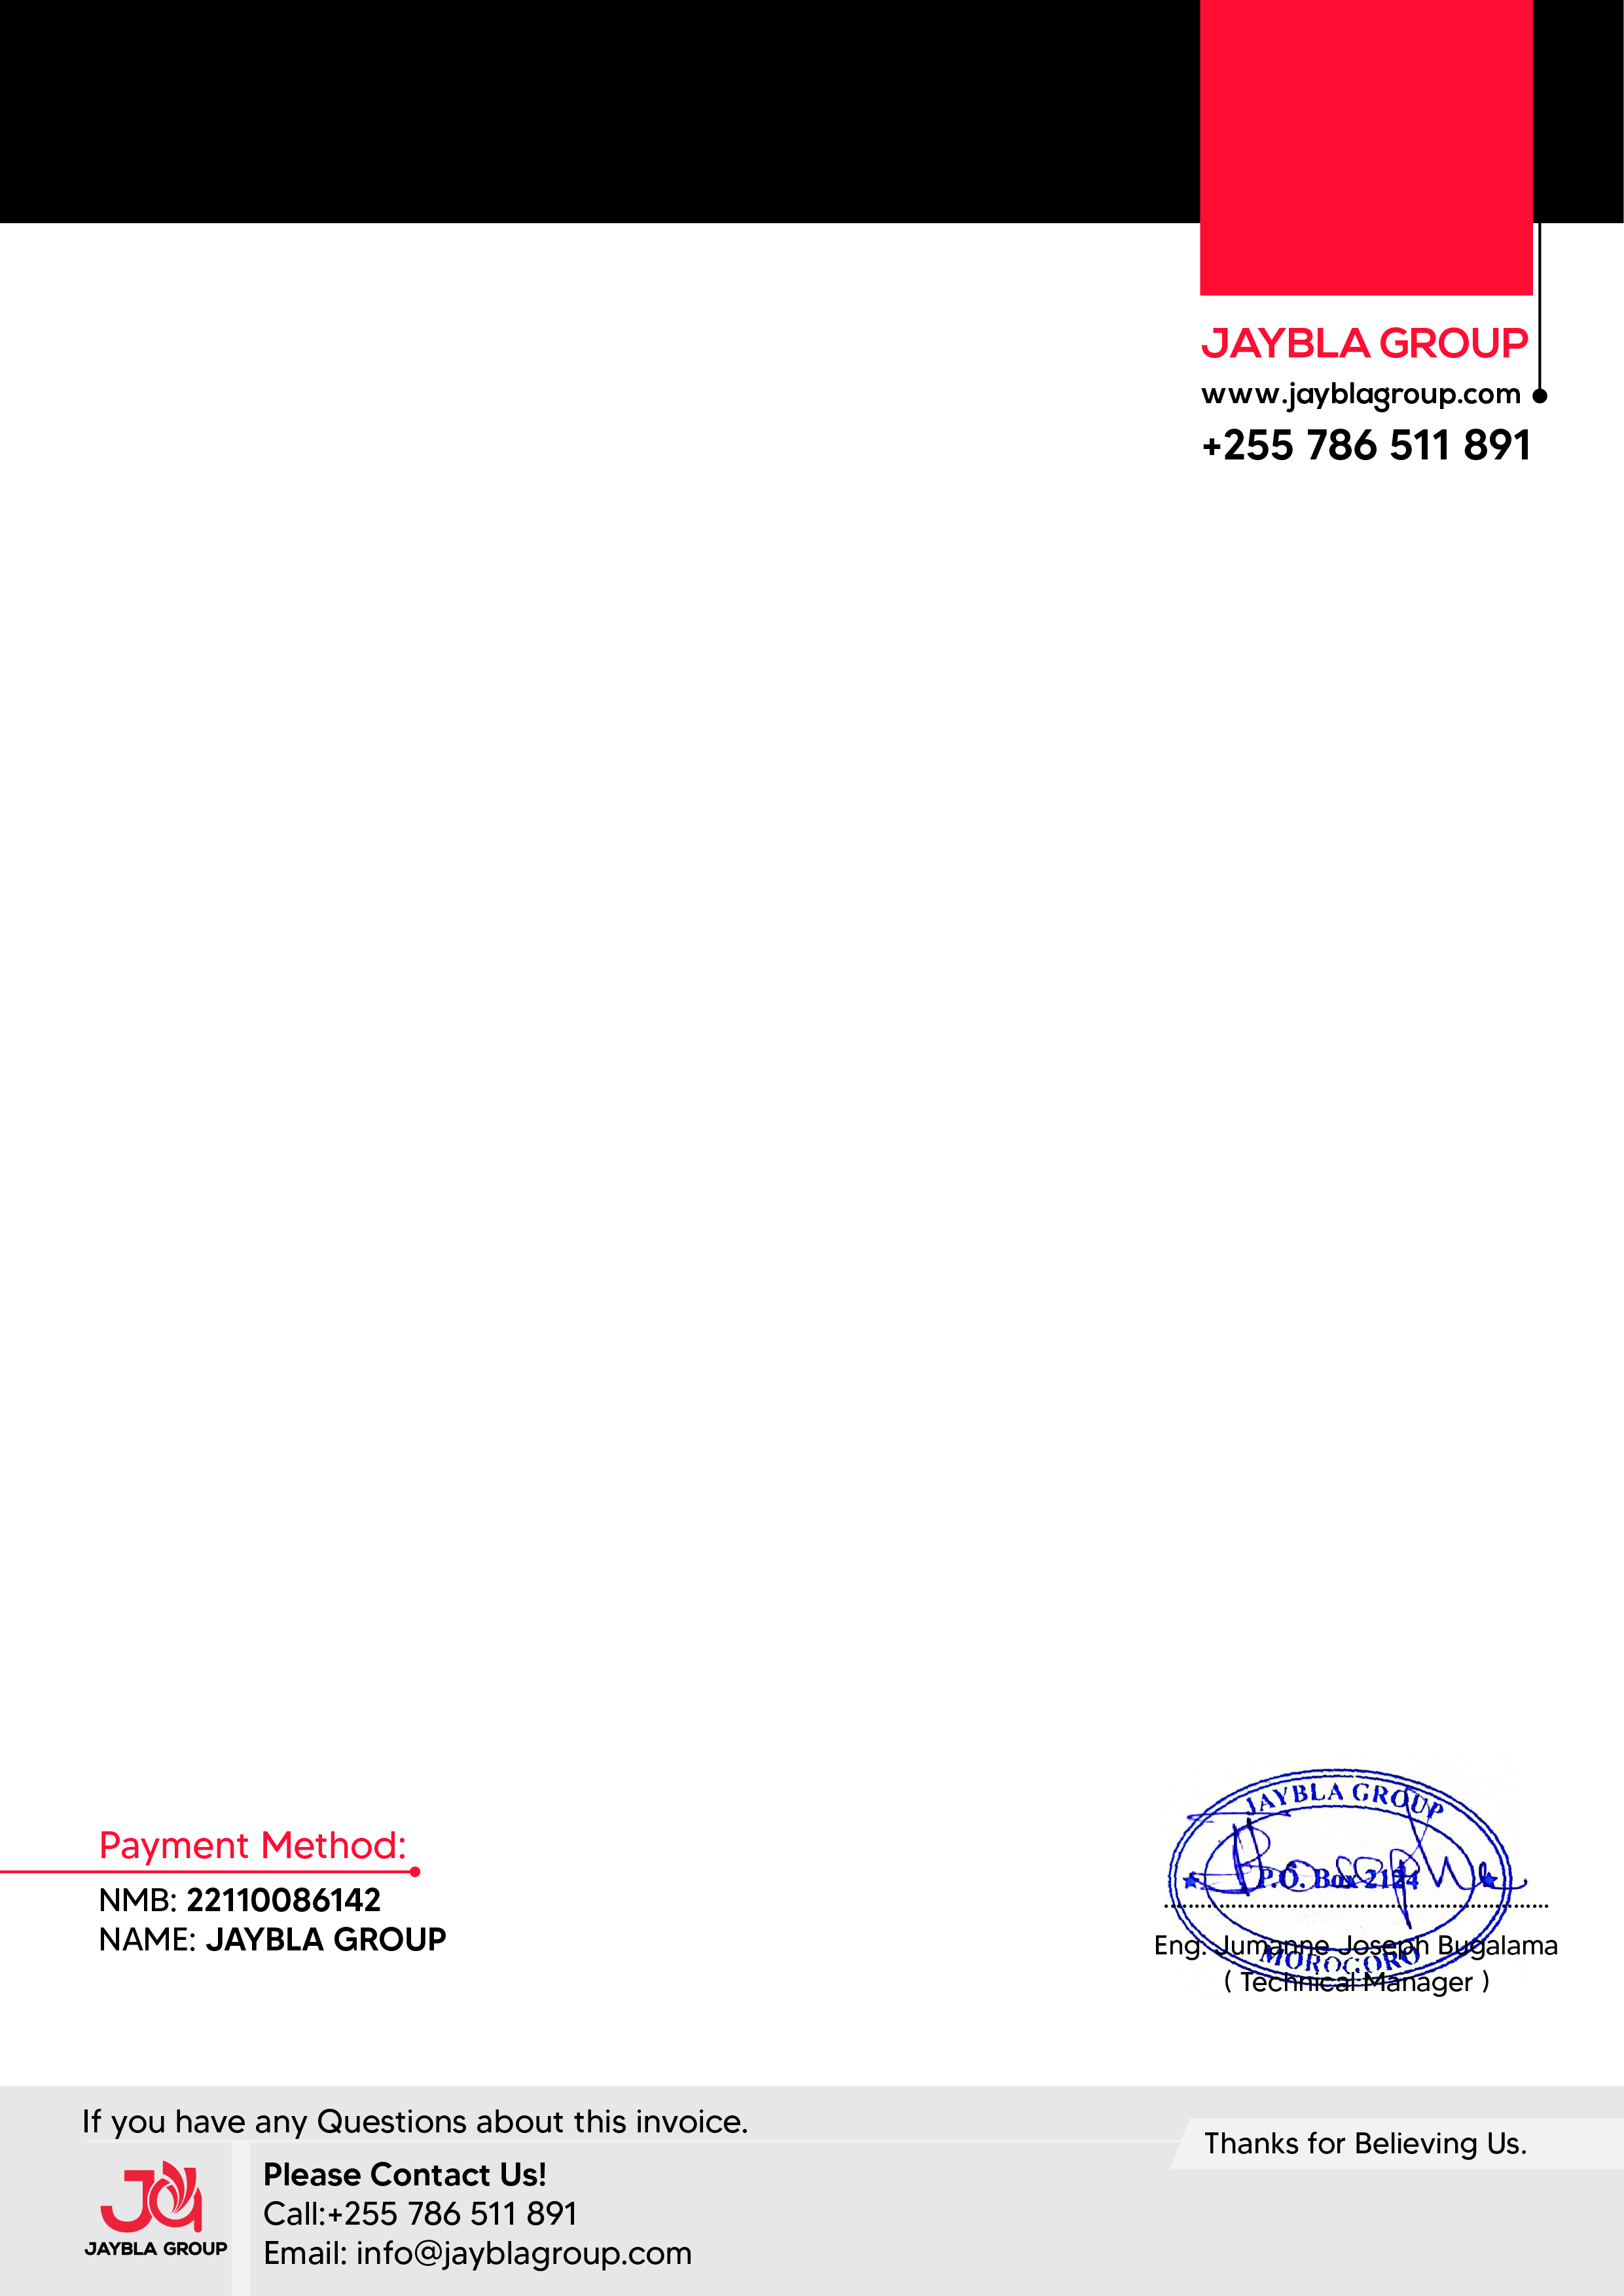 JAYBLA GROUP
www.jayblagroup.com
+255 786 511 891
Payment Method:
NMB: 22110086142
NAME: JAYBLA GROUP
JAYBLA GROUP
P.O. Box 2124
MOROGORO
Eng. Jumanne Joseph Bugalama
( Technical Manager )
If you have any Questions about this invoice.
Thanks for Believing Us.
JAYBLA GROUP
Please Contact Us!
Call:+255 786 511 891
Email: info@jayblagroup.com